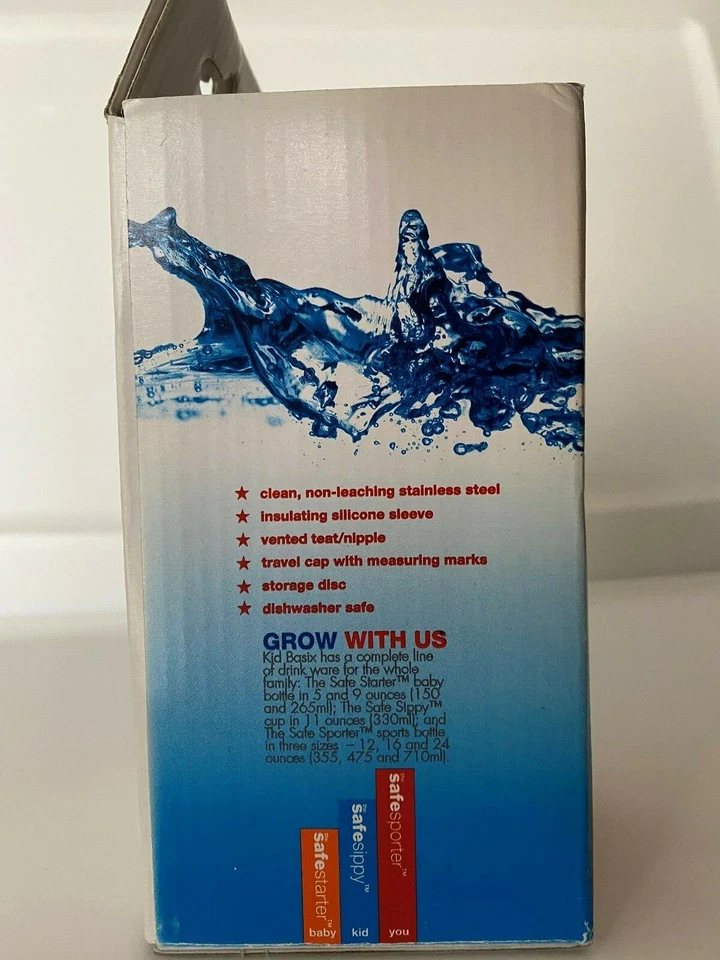 clean, non-leaching stainless steel
insulating silicone sleeve
vented teat/nipple
travel cap with measuring marks
storage disc
dishwasher safe
GROW WITH US
Kid Basix has a complete line
of drink ware for the whole
family: The Safe Starter™ baby
bottle in 5 and 9 ounces (150
and 265ml); The Safe Sippy™
cup in 11 ounces (330ml); and
The Safe Sporter™ sports bottle
in three sizes – 12, 16 and 24
ounces (355, 475 and 710ml).
the safestarter™
baby
the safesippy™
kid
the safesporter™
you